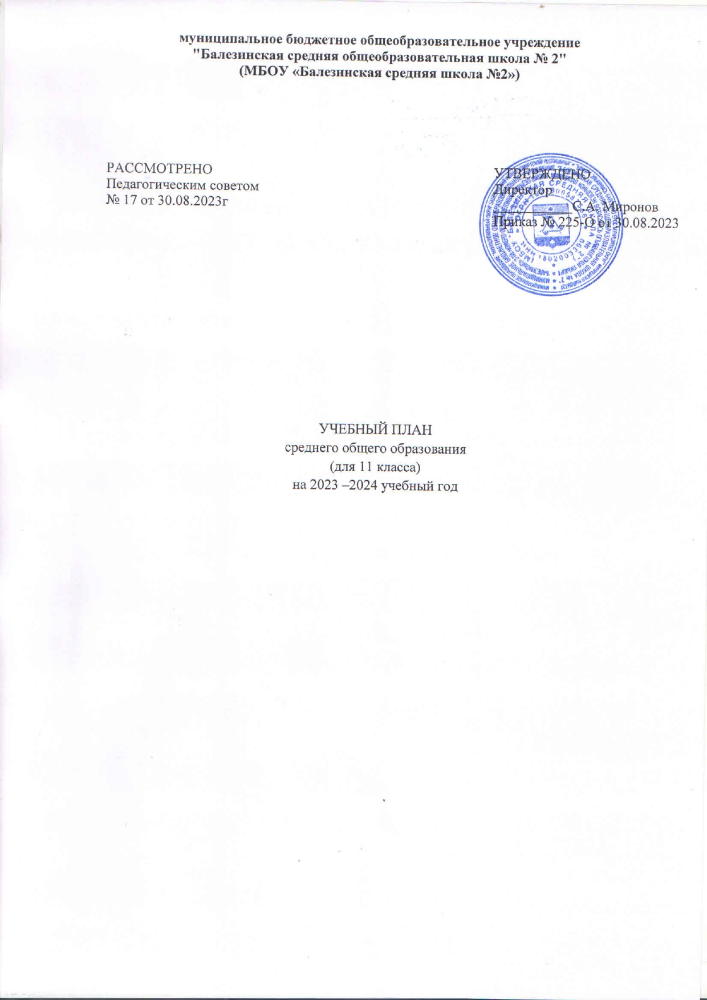 муниципальное бюджетное общеобразовательное учреждение
"Балезинская средняя общеобразовательная школа № 2"
(МБОУ «Балезинская средняя школа №2»)
РАССМОТРЕНО
Педагогическим советом
№ 17 от 30.08.2023г
УТВЕРЖДЕНО
Директор
С.А. Миронов
Приказ № 225-О от 30.08.2023
ИНН 1802003390
УЧЕБНЫЙ ПЛАН
среднего общего образования
(для 11 класса)
на 2023 –2024 учебный год